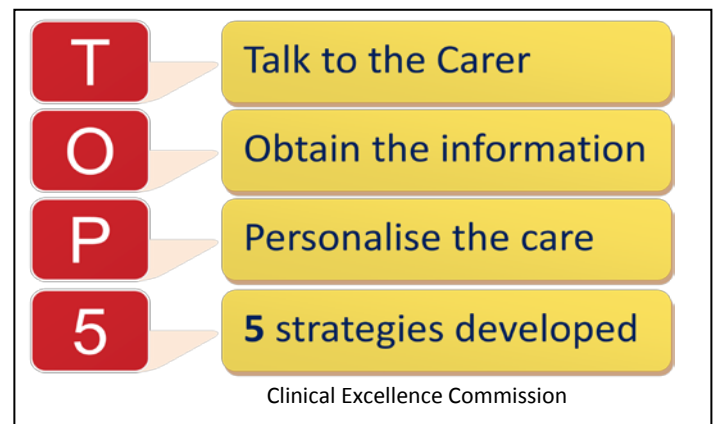 T Talk to the Carer
O Obtain the information
P Personalise the care
5 5 strategies developed
Clinical Excellence Commission